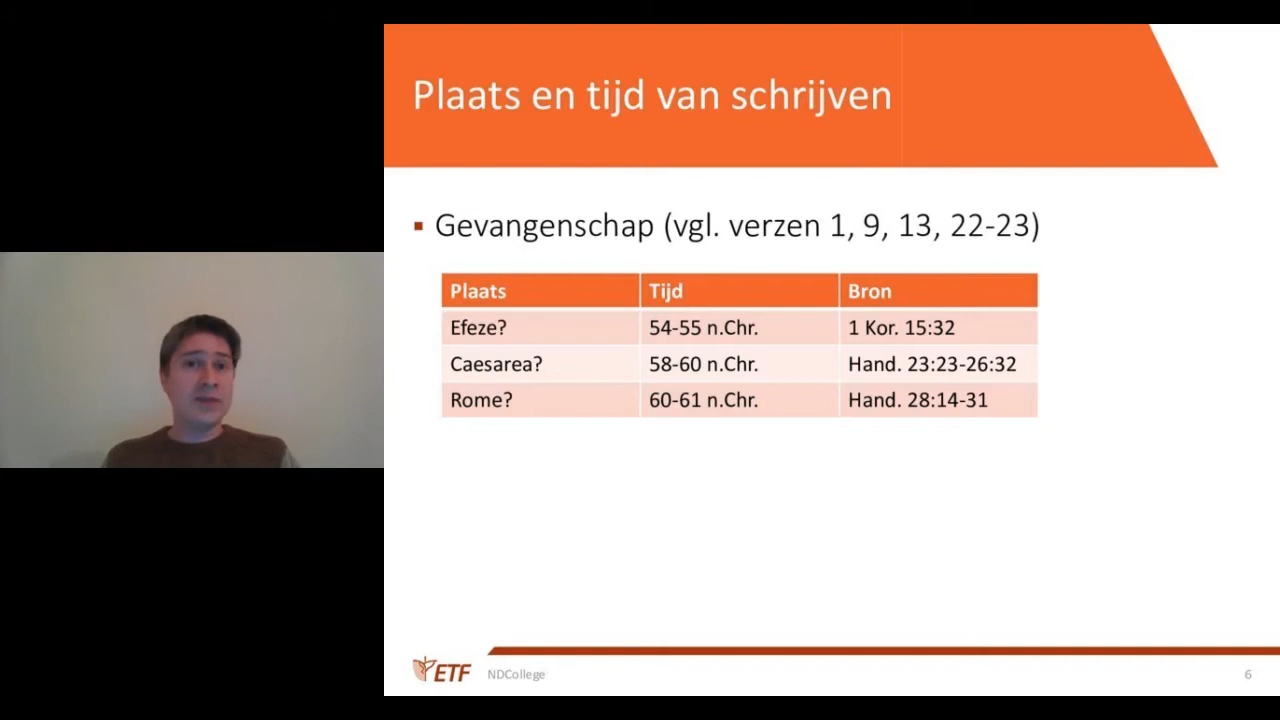 Plaats en tijd van schrijven
Gevangenschap (vgl. verzen 1, 9, 13, 22-23)
Plaats Tijd Bron
Efeze? 54-55 n.Chr. 1 Kor. 15:32
Caesarea? 58-60 n.Chr. Hand. 23:23-26:32
Rome? 60-61 n.Chr. Hand. 28:14-31
ETF NDCollege 6